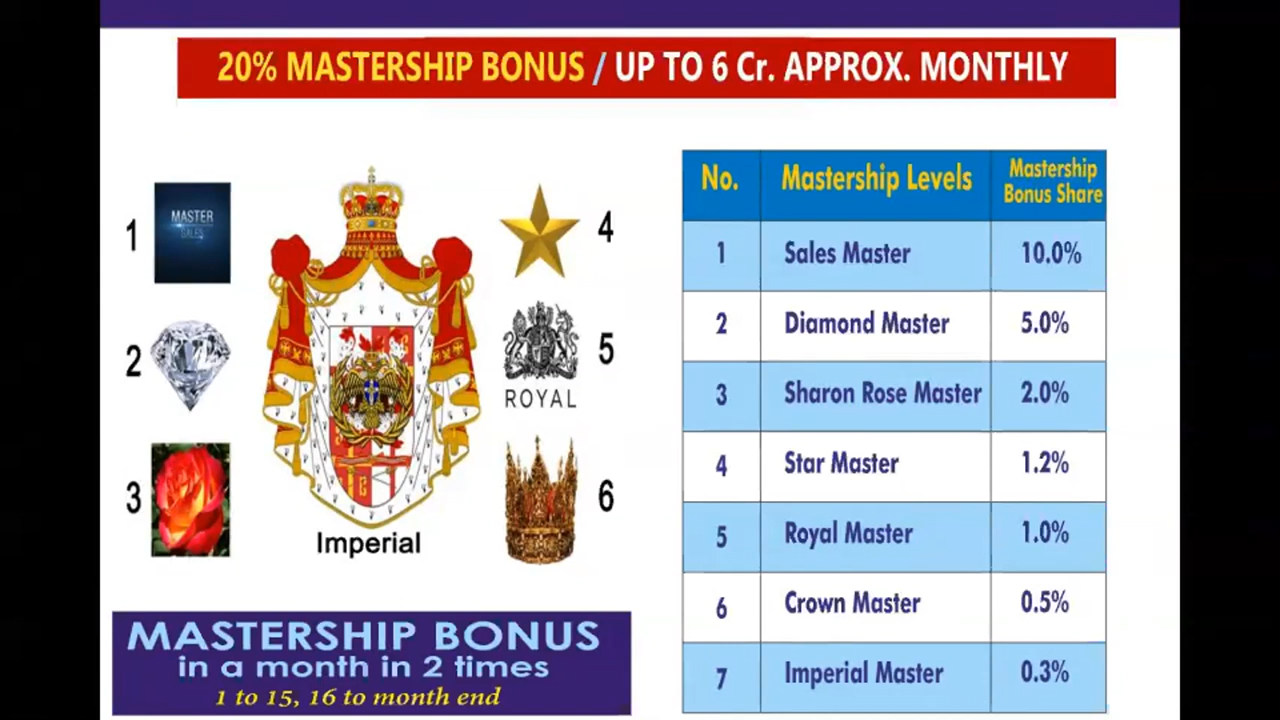 20% MASTERSHIP BONUS / UP TO 6 Cr. APPROX. MONTHLY
1
MASTER
SALES
2
3
Imperial
4
5
ROYAL
6
MASTERSHIP BONUS
in a month in 2 times
1 to 15, 16 to month end
No. Mastership Levels Mastership Bonus Share
1 Sales Master 10.0%
2 Diamond Master 5.0%
3 Sharon Rose Master 2.0%
4 Star Master 1.2%
5 Royal Master 1.0%
6 Crown Master 0.5%
7 Imperial Master 0.3%